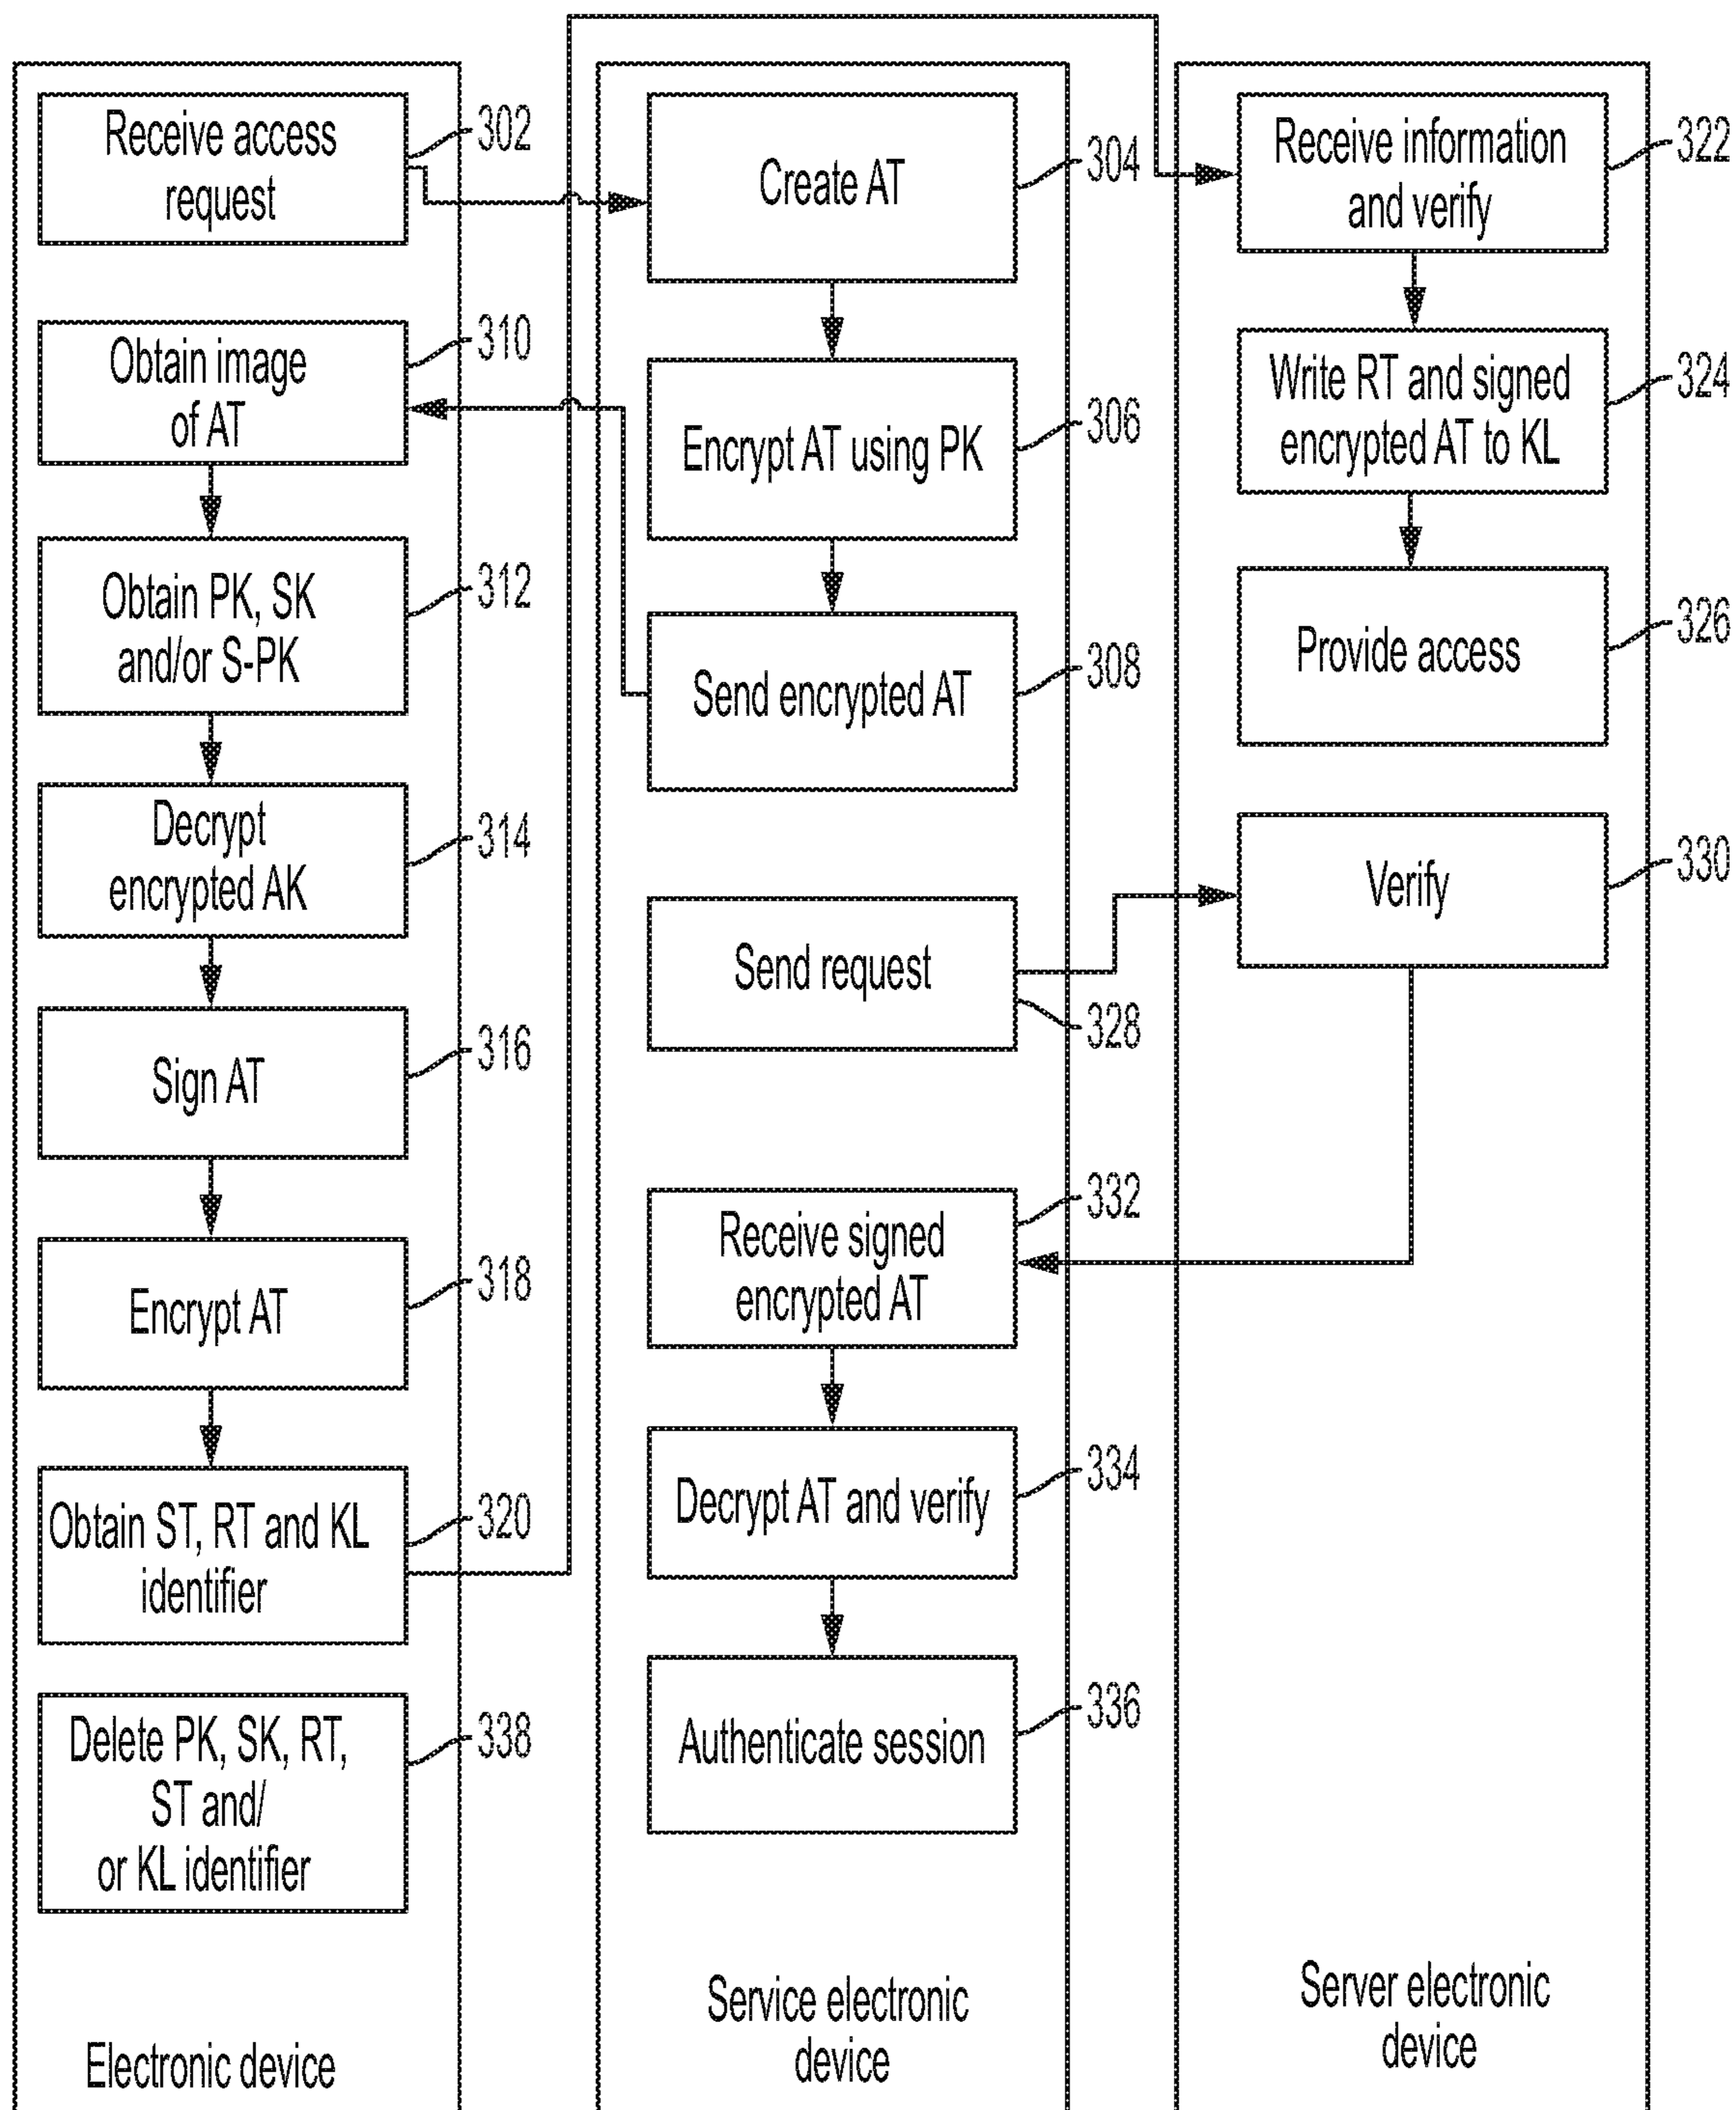 Receive access
request
302
Obtain image
of AT
310
Obtain PK, SK
and/or S-PK
312
Decrypt
encrypted AK
314
Sign AT
316
Encrypt AT
318
Obtain ST, RT and KL
identifier
320
Delete PK, SK, RT,
ST and/
or KL identifier
338
Electronic device
Create AT
304
Encrypt AT using PK
306
Send encrypted AT
308
Send request
328
Receive signed
encrypted AT
332
Decrypt AT and verify
334
Authenticate session
336
Service electronic
device
Receive information
and verify
322
Write RT and signed
encrypted AT to KL
324
Provide access
326
Verify
330
Server electronic
device